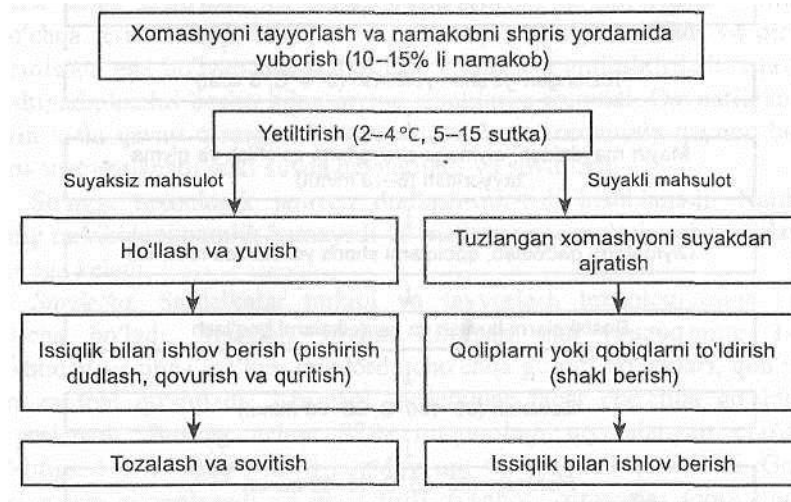 Xomashyoni tayyorlash va namakobni shpris yordamida
yuborish (10–15% li namakob)
Yetiltirish (2–4 °C, 5–15 sutka)
Suyaksiz mahsulot
Suyakli mahsulot
Ho'llash va yuvish
Tuzlangan xomashyoni suyakdan
ajratish
Issiqlik bilan ishlov berish (pishirish
dudlash, qovurish va quritish)
Qoliplarni yoki qobiqlarni to'ldirish
(shakl berish)
Tozalash va sovitish
Issiqlik bilan ishlov berish